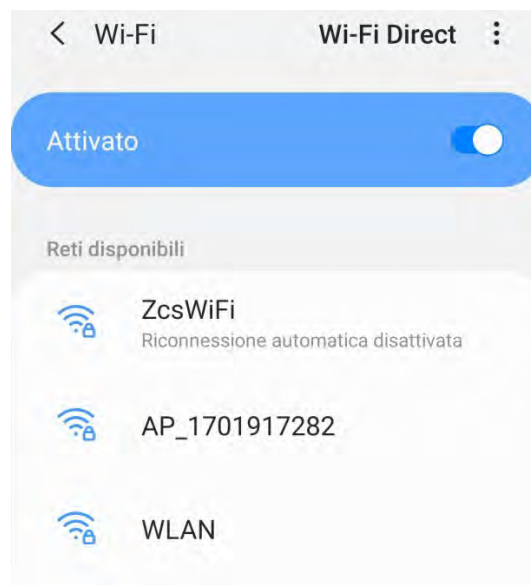 Wi-Fi Wi-Fi Direct
Attivato
Reti disponibili
ZcsWiFi
Riconnessione automatica disattivata
AP_1701917282
WLAN